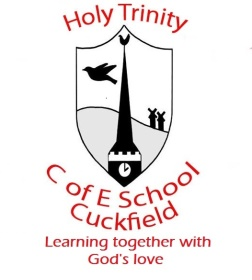 Holy Trinity
C of E School
Cuckfield
Learning together with
God's love